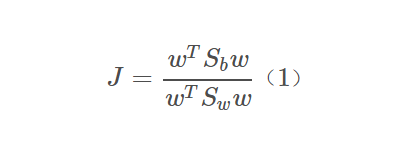 J = \frac{w^T S_b w}{w^T S_w w}（1）